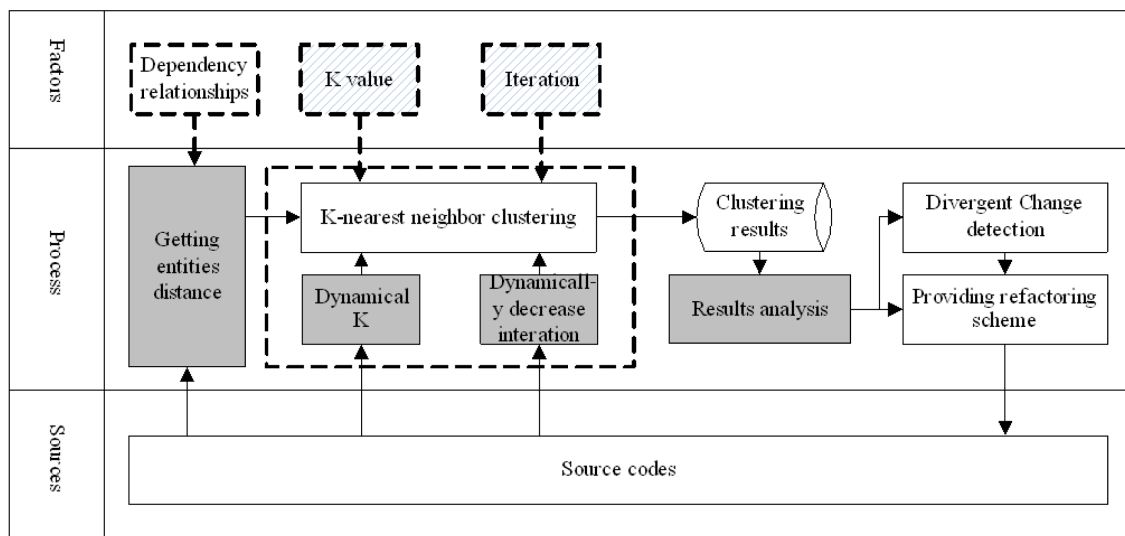 Factors
Dependency
relationships
K value
Iteration
Process
Getting
entities
distance
K-nearest neighbor clustering
Dynamical
K
Dynamicall-
y decrease
interation
Clustering
results
Results analysis
Divergent Change
detection
Providing refactoring
scheme
Sources
Source codes